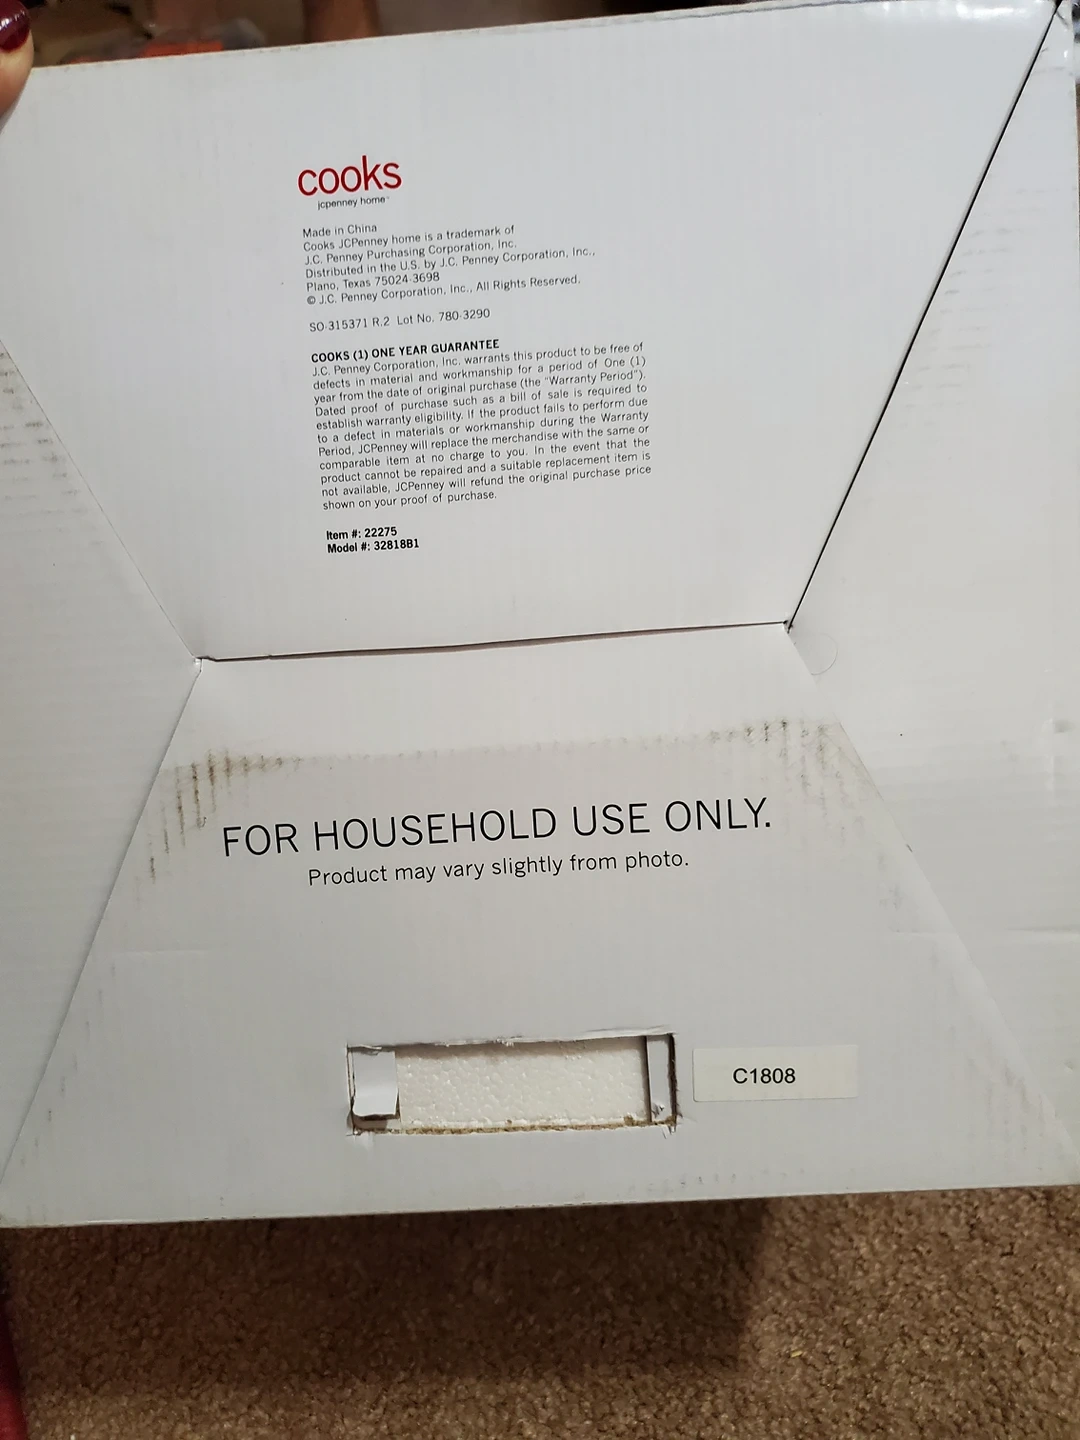 cooks
jcpenney home™
Made in China
Cooks JCPenney home is a trademark of
J.C. Penney Purchasing Corporation, Inc.
Distributed in the U.S. by J.C. Penney Corporation, Inc.,
Plano, Texas 75024-3698
© J.C. Penney Corporation, Inc., All Rights Reserved.
SO-315371 R.2 Lot No. 780-3290
COOKS (1) ONE YEAR GUARANTEE
J.C. Penney Corporation, Inc. warrants this product to be free of
defects in material and workmanship for a period of One (1)
year from the date of original purchase (the "Warranty Period").
Dated proof of purchase such as a bill of sale is required to
establish warranty eligibility. If the product fails to perform due
to a defect in materials or workmanship during the Warranty
Period, JCPenney will replace the merchandise with the same or
comparable item at no charge to you. In the event that the
product cannot be repaired and a suitable replacement item is
not available, JCPenney will refund the original purchase price
shown on your proof of purchase.
Item #: 22275
Model #: 32818B1
FOR HOUSEHOLD USE ONLY.
Product may vary slightly from photo.
C1808